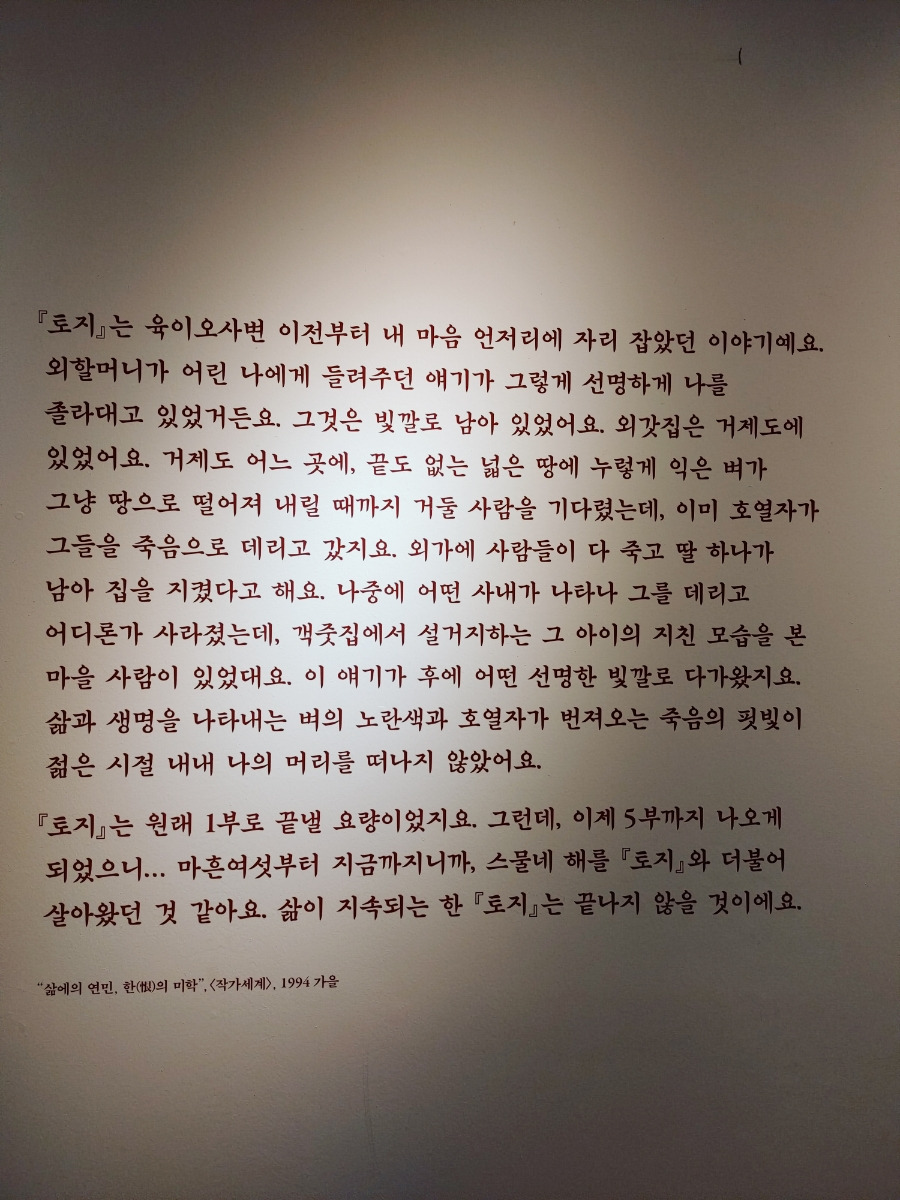 『토지』는 육이오사변 이전부터 내 마음 언저리에 자리 잡았던 이야기예요.
외할머니가 어린 나에게 들려주던 얘기가 그렇게 선명하게 나를
졸라대고 있었거든요. 그것은 빛깔로 남아 있었어요. 외갓집은 거제도에
있었어요. 거제도 어느 곳에, 끝도 없는 넓은 땅에 누렇게 익은 벼가
그냥 땅으로 떨어져 내릴 때까지 거둘 사람을 기다렸는데, 이미 호열자가
그들을 죽음으로 데리고 갔지요. 외가에 사람들이 다 죽고 딸 하나가
남아 집을 지켰다고 해요. 나중에 어떤 사내가 나타나 그를 데리고
어디론가 사라졌는데, 객줏집에서 설거지하는 그 아이의 지친 모습을 본
마을 사람이 있었대요. 이 얘기가 후에 어떤 선명한 빛깔로 다가왔지요.
삶과 생명을 나타내는 벼의 노란색과 호열자가 번져오는 죽음의 핏빛이
젊은 시절 내내 나의 머리를 떠나지 않았어요.
『토지』는 원래 1부로 끝낼 요량이었지요. 그런데, 이제 5부까지 나오게
되었으니... 마흔여섯부터 지금까지니까, 스물네 해를 『토지』와 더불어
살아왔던 것 같아요. 삶이 지속되는 한 『토지』는 끝나지 않을 것이에요.
“삶에의 연민, 한(恨)의 미학”, 〈작가세계〉, 1994 가을